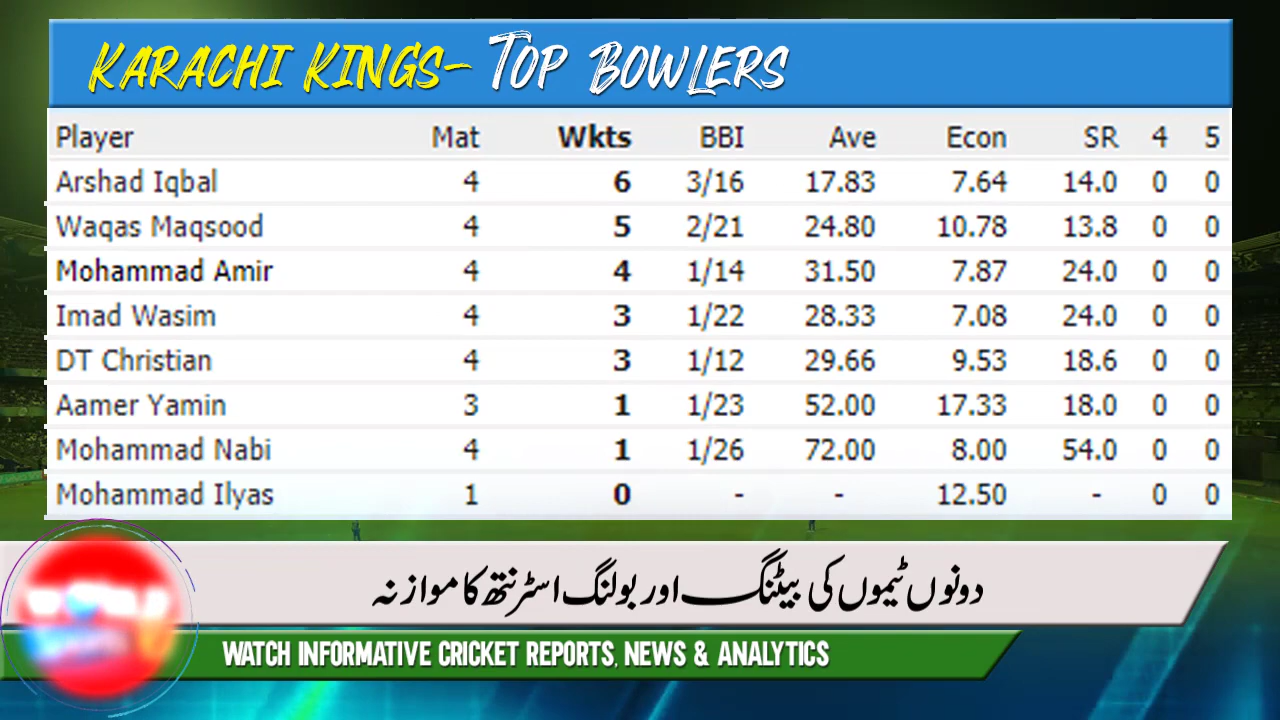 KARACHI KINGS- TOP BOWLERS
Player Mat Wkts BBI Ave Econ SR 4 5
Arshad Iqbal 4 6 3/16 17.83 7.64 14.0 0 0
Waqas Maqsood 4 5 2/21 24.80 10.78 13.8 0 0
Mohammad Amir 4 4 1/14 31.50 7.87 24.0 0 0
Imad Wasim 4 3 1/22 28.33 7.08 24.0 0 0
DT Christian 4 3 1/12 29.66 9.53 18.6 0 0
Aamer Yamin 3 1 1/23 52.00 17.33 18.0 0 0
Mohammad Nabi 4 1 1/26 72.00 8.00 54.0 0 0
Mohammad Ilyas 1 0 - - 12.50 - 0 0
دونوں ٹیموں کی بیٹنگ اور بولنگ اسٹرنتھ کا موازنہ
WATCH INFORMATIVE CRICKET REPORTS, NEWS & ANALYTICS